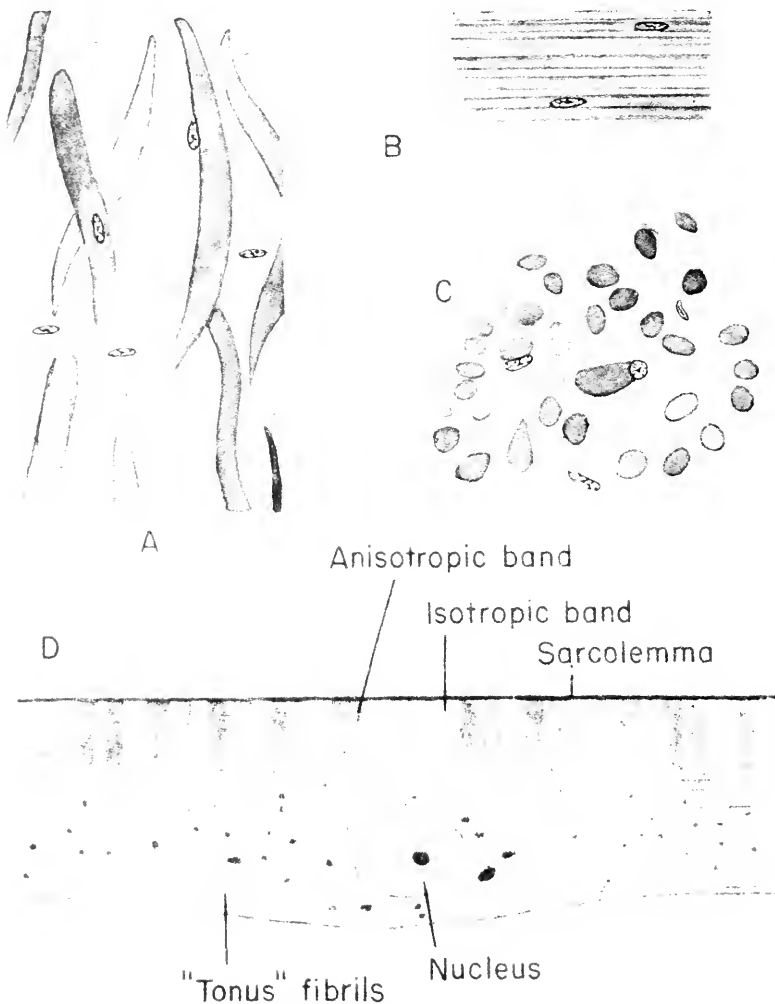 B
C
A
Anisotropic band
Isotropic band
D
Sarcolemma
"Tonus" fibrils
Nucleus